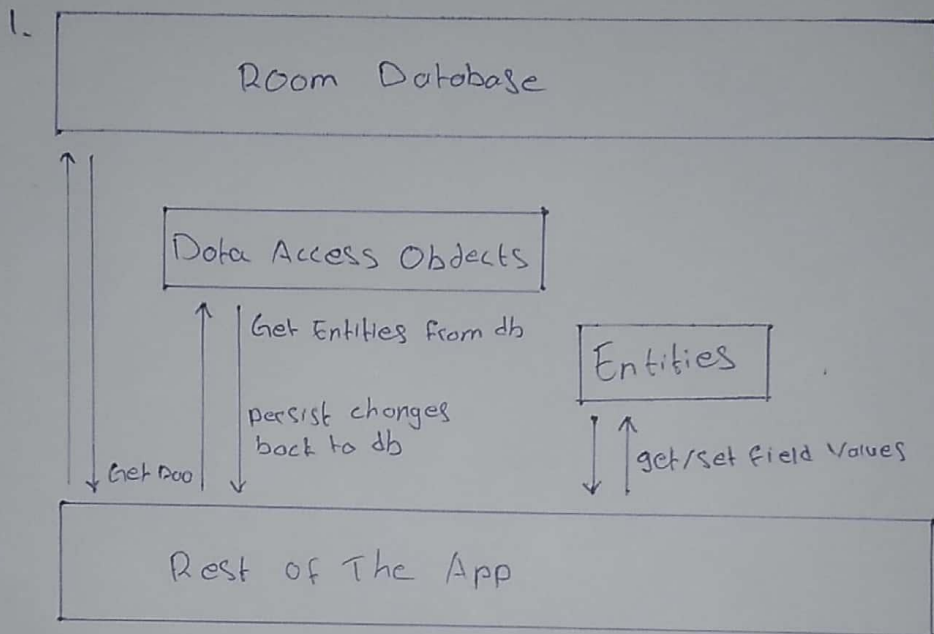 1.
Room Database
Data Access Objects
Get Entities from db
Entities
persist changes
back to db
get/set field values
Get Dao
Rest of The App